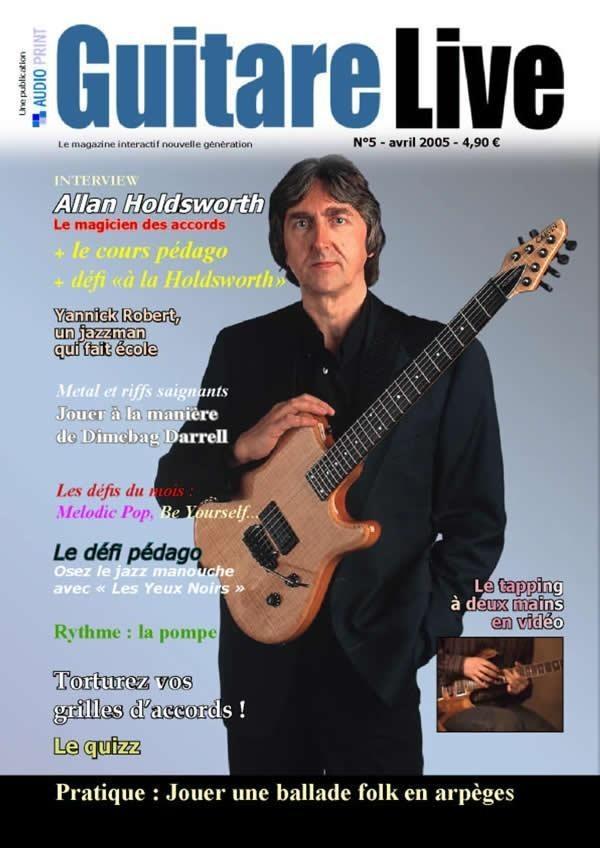 Une publication
AUDIO PRINT
Guitare Live
Le magazine interactif nouvelle génération
N°5 - avril 2005 - 4,90 €
INTERVIEW
Allan Holdsworth
Le magicien des accords
+ le cours pédago
+ défi «à la Holdsworth»
Yannick Robert,
un jazzman
qui fait école
Metal et riffs saignants
Jouer à la manière
de Dimebag Darrell
Les défis du mois :
Melodic Pop, Be Yourself...
Le défi pédago
Osez le jazz manouche
avec « Les Yeux Noirs »
Le tapping
à deux mains
en vidéo
Rythme : la pompe
Torturez vos
grilles d'accords !
Le quizz
Pratique : Jouer une ballade folk en arpèges